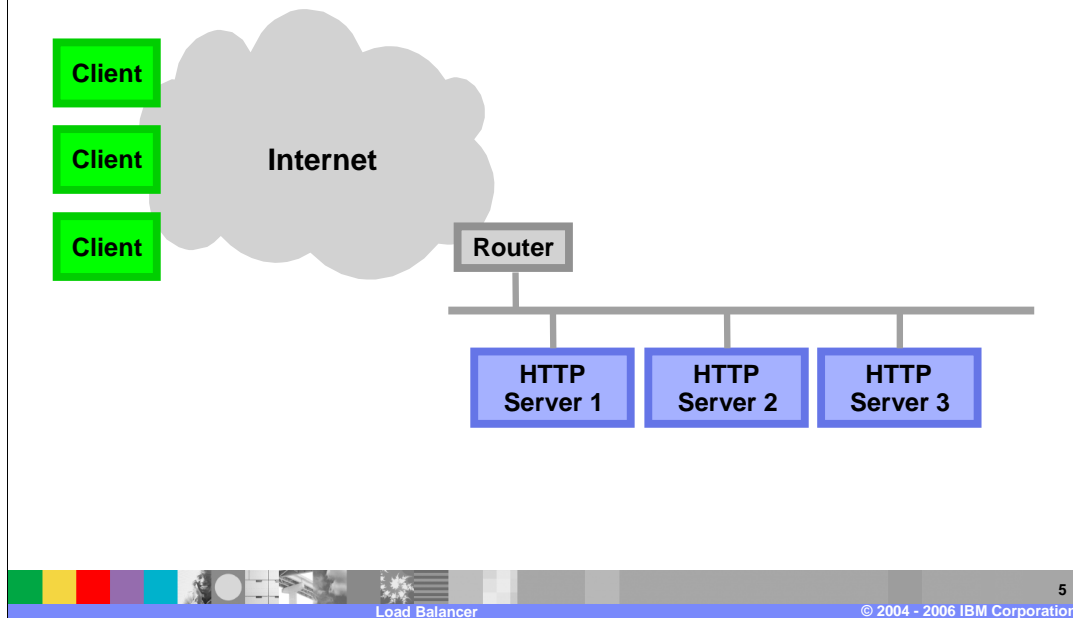 Client
Client
Client
Internet
Router
HTTP
Server 1
HTTP
Server 2
HTTP
Server 3
5
Load Balancer
© 2004 - 2006 IBM Corporation